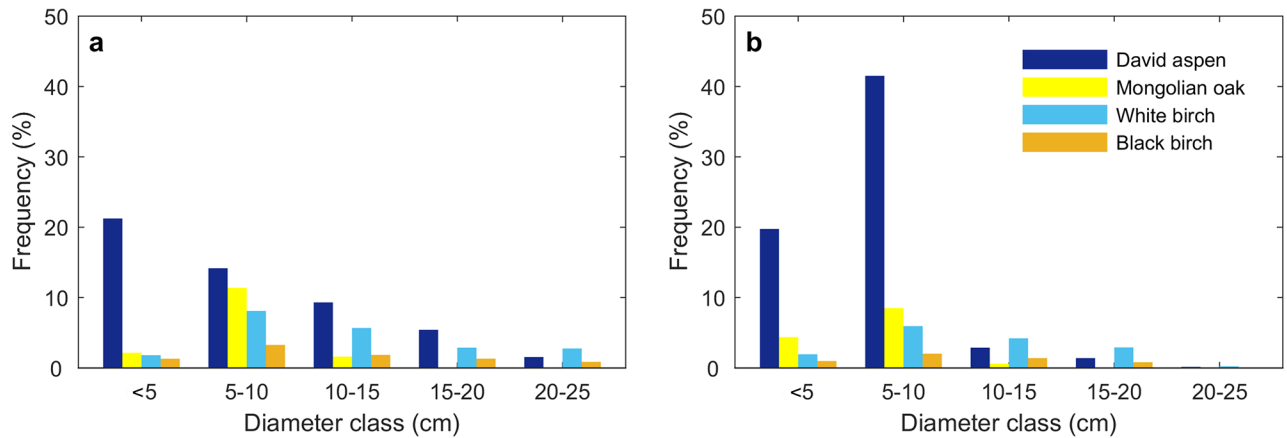 a
50
40
30
20
10
0
Frequency (%)
<5 5-10 10-15 15-20 20-25
Diameter class (cm)
b
50
40
30
20
10
0
Frequency (%)
David aspen
Mongolian oak
White birch
Black birch
<5 5-10 10-15 15-20 20-25
Diameter class (cm)